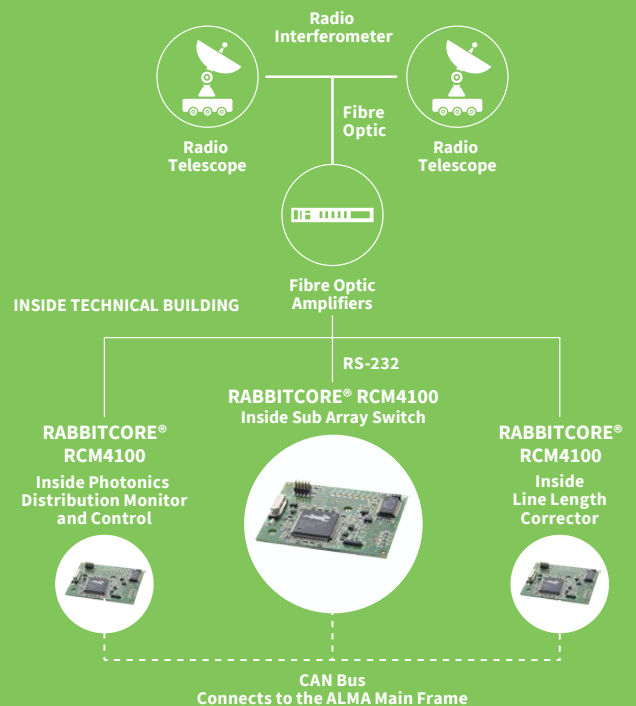 Radio
Interferometer
Fibre
Optic
Radio
Telescope
Radio
Telescope
Fibre Optic
Amplifiers
INSIDE TECHNICAL BUILDING
RS-232
RABBITCORE® RCM4100
Inside Sub Array Switch
RABBITCORE®
RCM4100
Inside Photonics
Distribution Monitor
and Control
RABBITCORE®
RCM4100
Inside
Line Length
Corrector
CAN Bus
Connects to the ALMA Main Frame